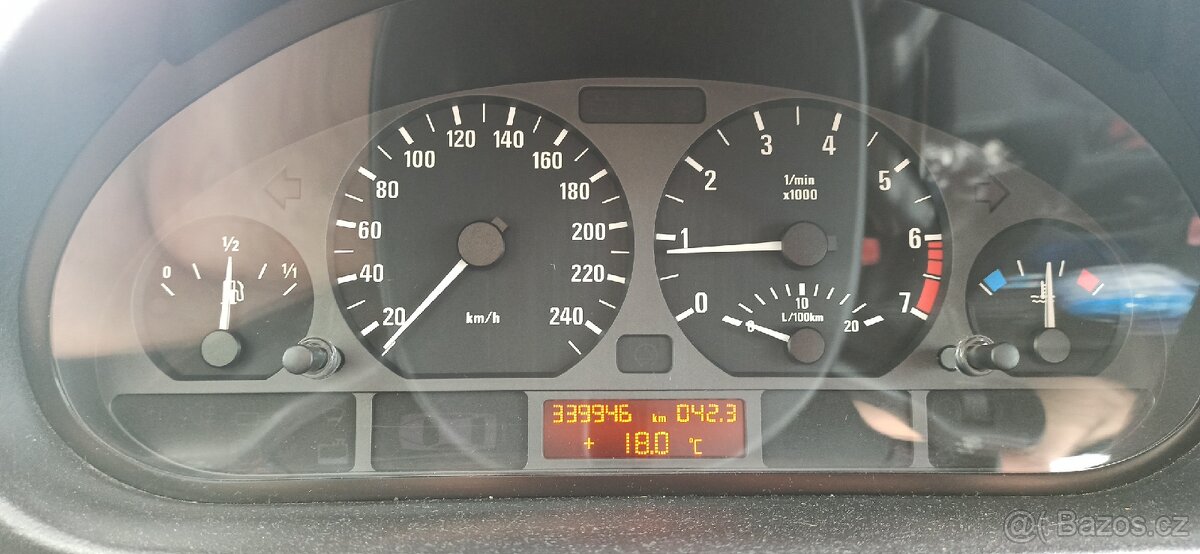 0 1/2 1/1
20 40 60 80 100 120 140 160 180 200 220 240
km/h
0 1 2 3 4 5 6 7
1/min
x1000
0 10 20
L/100km
339946 km 042.3
+ 18.0 °C
@(- Bazos.cz